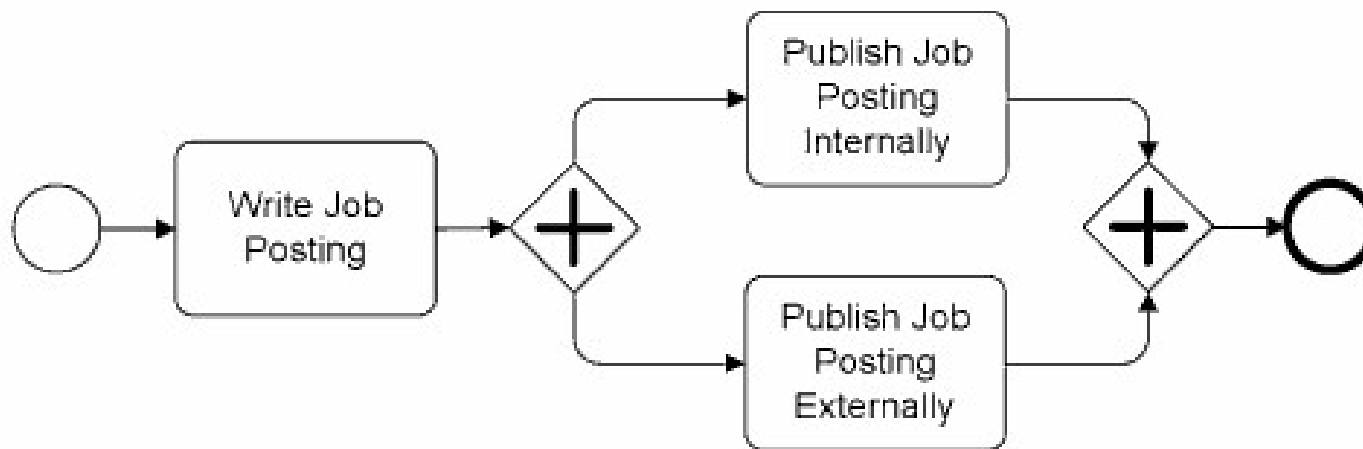 Write Job
Posting
Publish Job
Posting
Internally
Publish Job
Posting
Externally